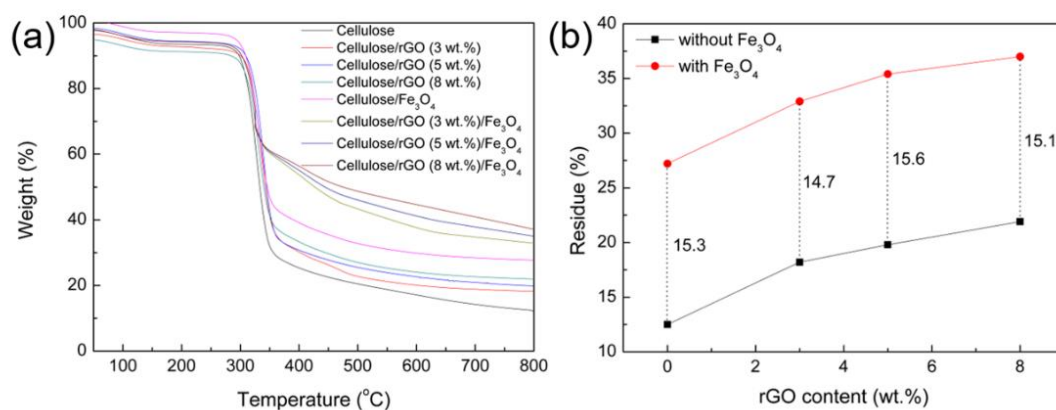 (a)
100
80
60
40
20
0
Weight (%)
100 200 300 400 500 600 700 800
Temperature (°C)
Cellulose
Cellulose/rGO (3 wt.%)
Cellulose/rGO (5 wt.%)
Cellulose/rGO (8 wt.%)
Cellulose/Fe₃O₄
Cellulose/rGO (3 wt.%)/Fe₃O₄
Cellulose/rGO (5 wt.%)/Fe₃O₄
Cellulose/rGO (8 wt.%)/Fe₃O₄
(b)
40
35
30
25
20
15
10
Residue (%)
0 2 4 6 8
rGO content (wt.%)
without Fe₃O₄
with Fe₃O₄
15.3
14.7
15.6
15.1